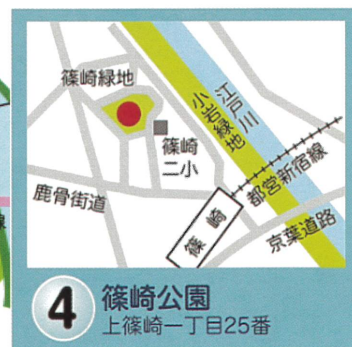 篠崎緑地
江戸川
小岩緑地
篠崎
二小
都営新宿線
鹿骨街道
篠崎
京葉道路
4 篠崎公園
上篠崎一丁目25番